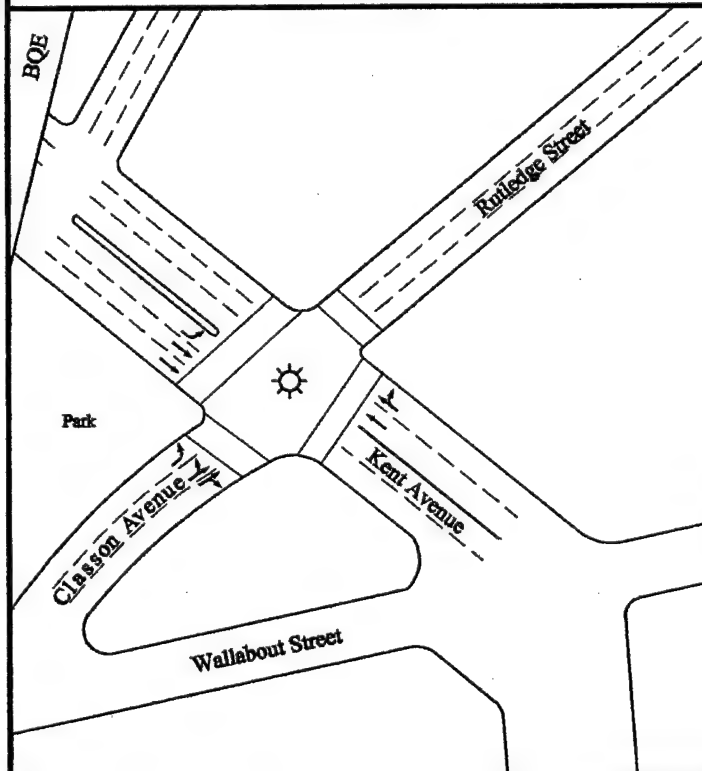 BQE
Rutledge Street
Park
Kent Avenue
Classon Avenue
Wallabout Street